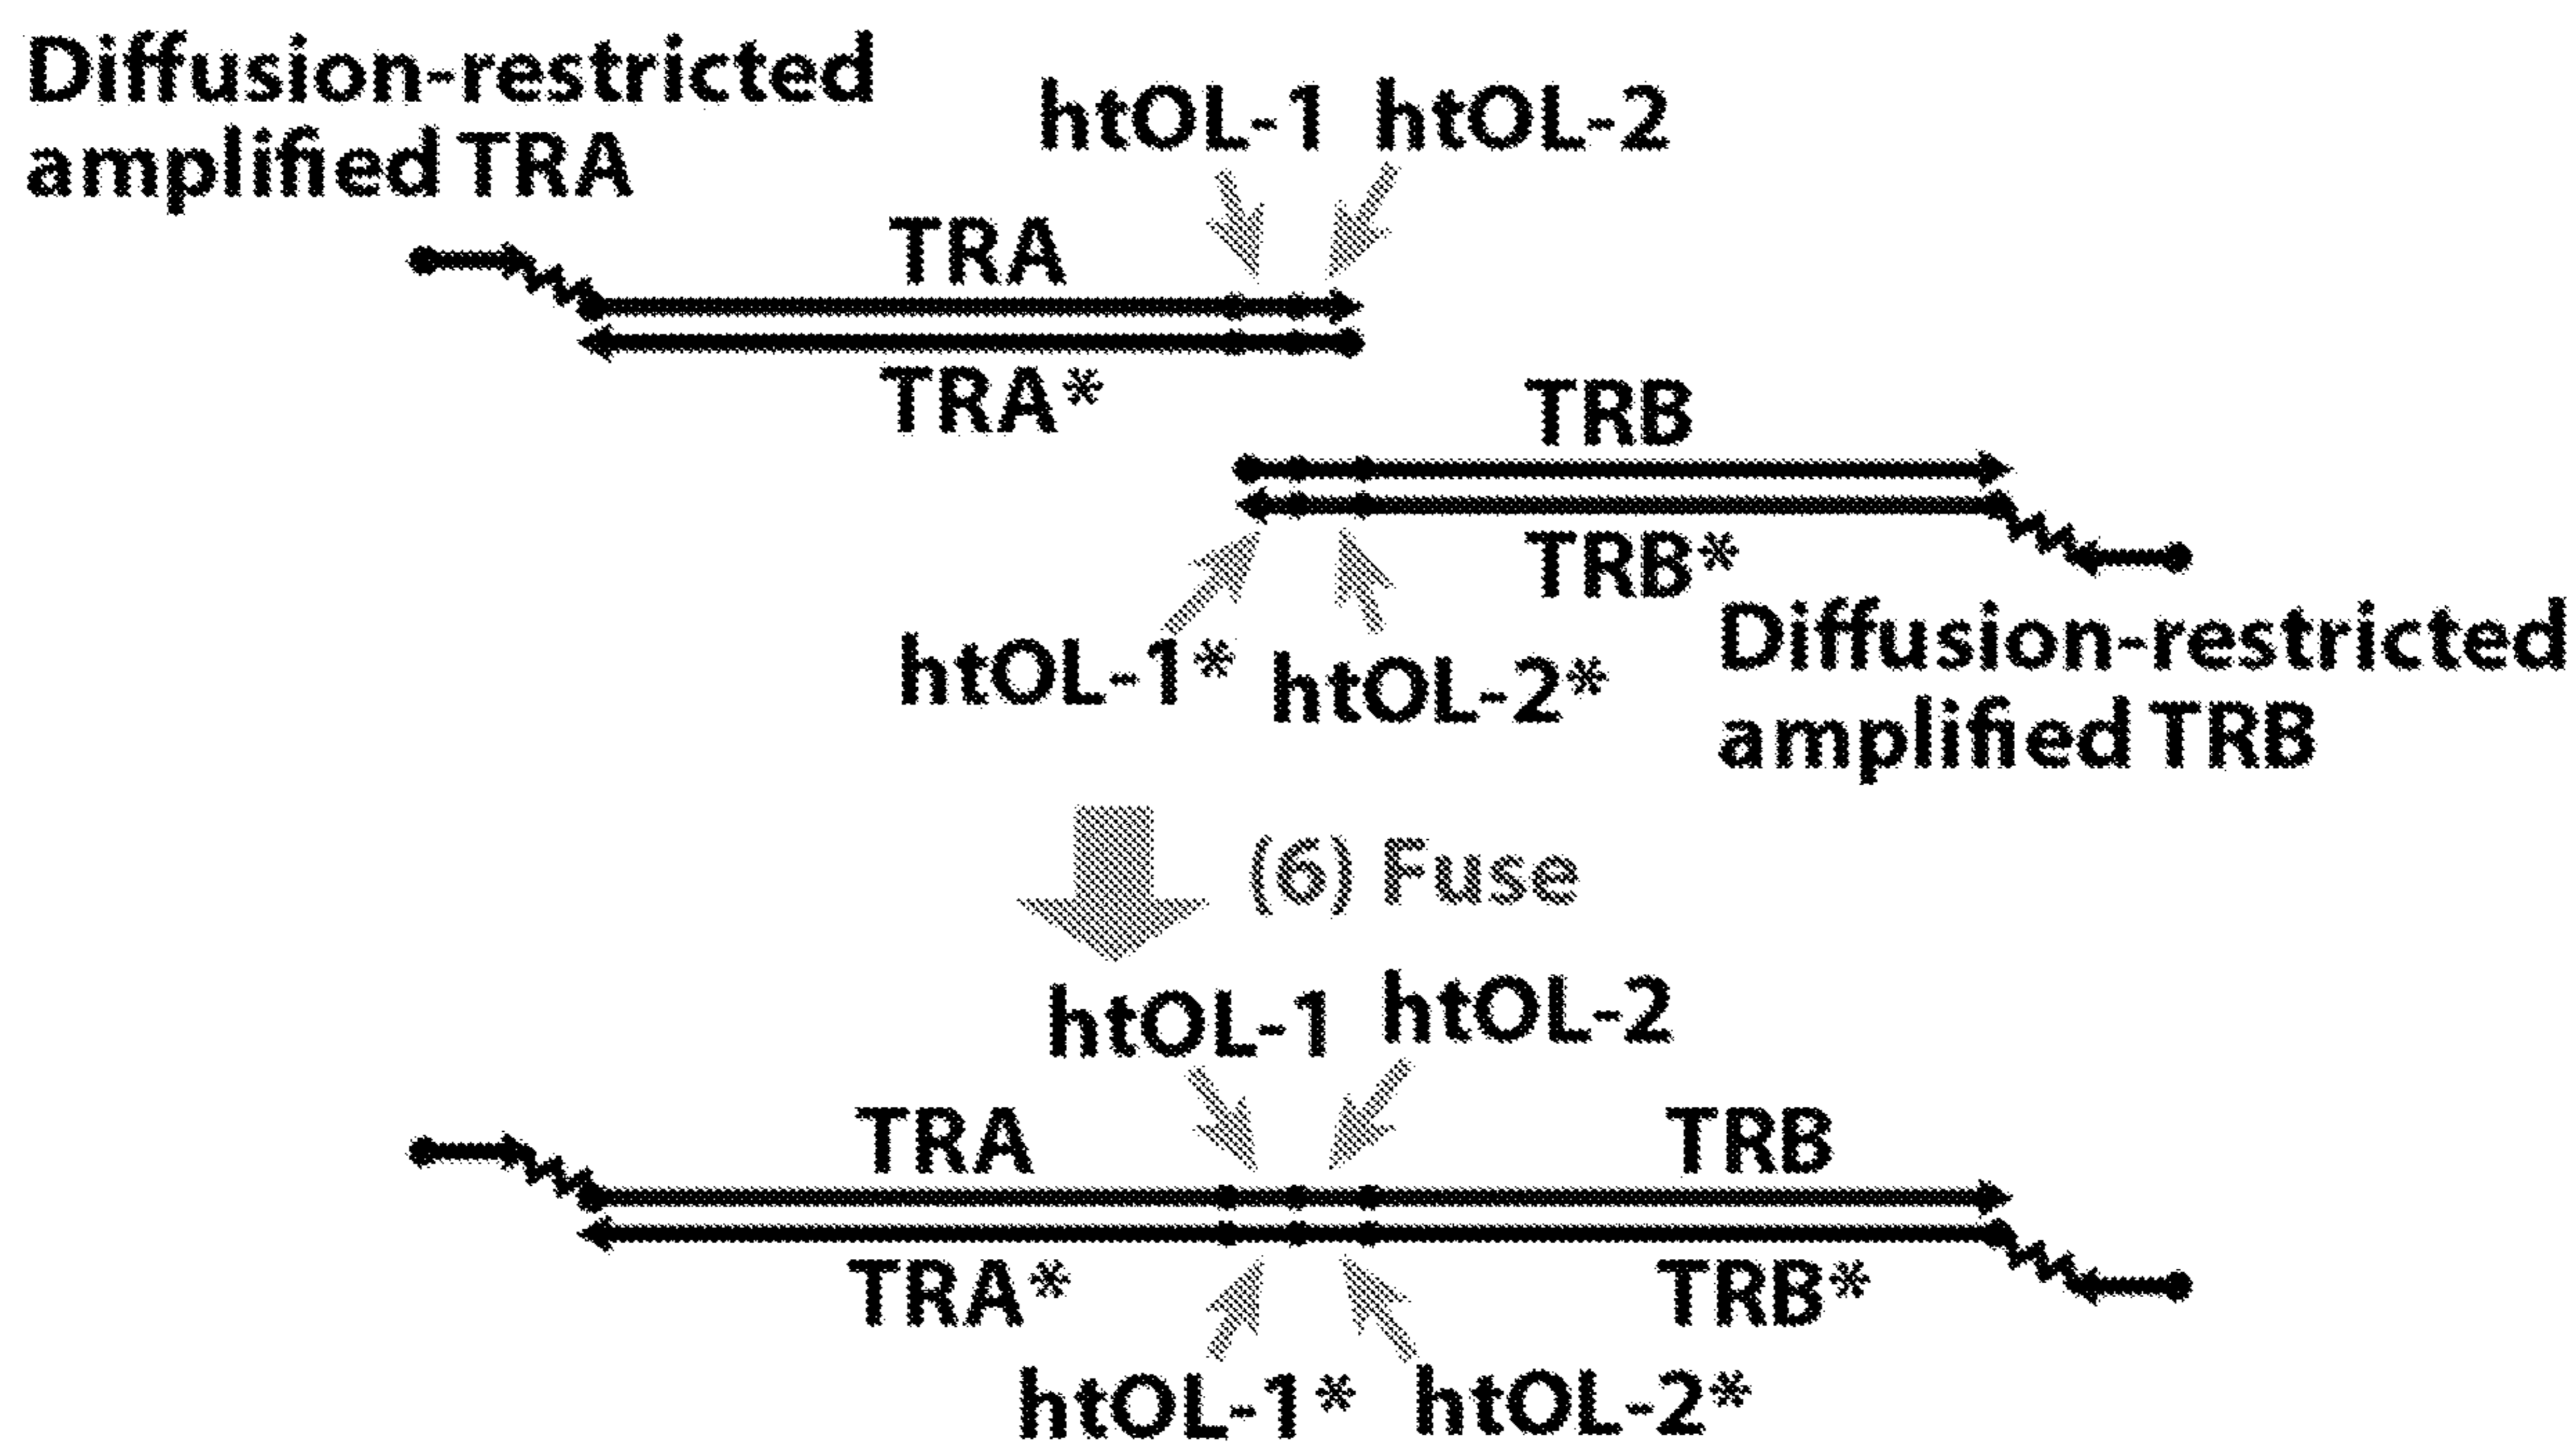 Diffusion-restricted
amplified TRA
htOL-1 htOL-2
TRA
TRA*
TRB
TRB*
htOL-1* htOL-2*
Diffusion-restricted
amplified TRB
(6) Fuse
htOL-1 htOL-2
TRA TRB
TRA* TRB*
htOL-1* htOL-2*